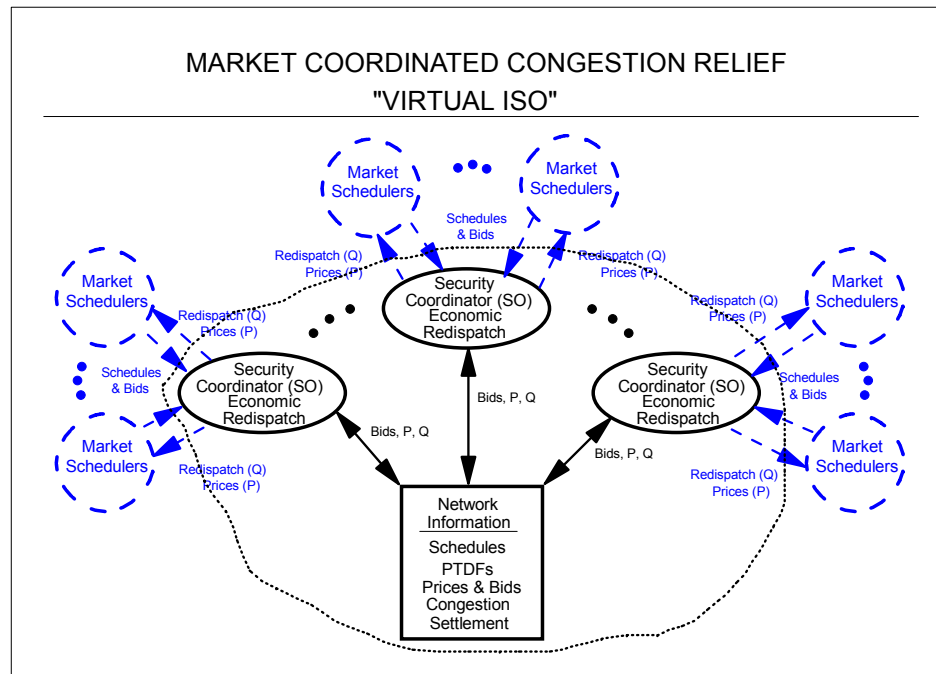 MARKET COORDINATED CONGESTION RELIEF
"VIRTUAL ISO"
Market
Schedulers
Market
Schedulers
Schedules
& Bids
Redispatch (Q)
Prices (P)
Redispatch (Q)
Prices (P)
Security
Coordinator (SO)
Economic
Redispatch
Market
Schedulers
Redispatch (Q)
Prices (P)
Schedules
& Bids
Market
Schedulers
Redispatch (Q)
Prices (P)
Security
Coordinator (SO)
Economic
Redispatch
Market
Schedulers
Redispatch (Q)
Prices (P)
Schedules
& Bids
Market
Schedulers
Redispatch (Q)
Prices (P)
Security
Coordinator (SO)
Economic
Redispatch
Bids, P, Q
Bids, P, Q
Bids, P, Q
Network
Information
Schedules
PTDFs
Prices & Bids
Congestion
Settlement